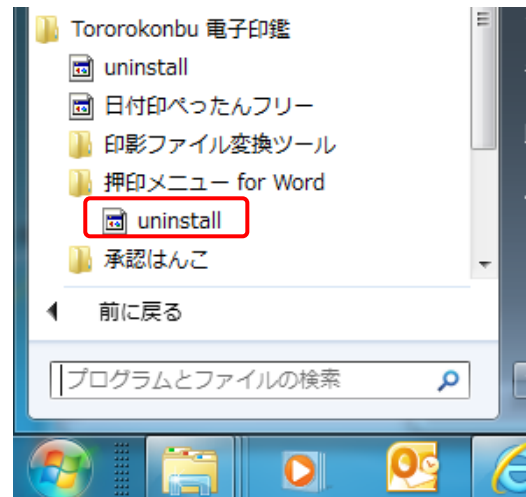 Tororokonbu 電子印鑑
uninstall
日付印ぺったんフリー
印影ファイル変換ツール
押印メニュー for Word
uninstall
承認はんこ
前に戻る
プログラムとファイルの検索